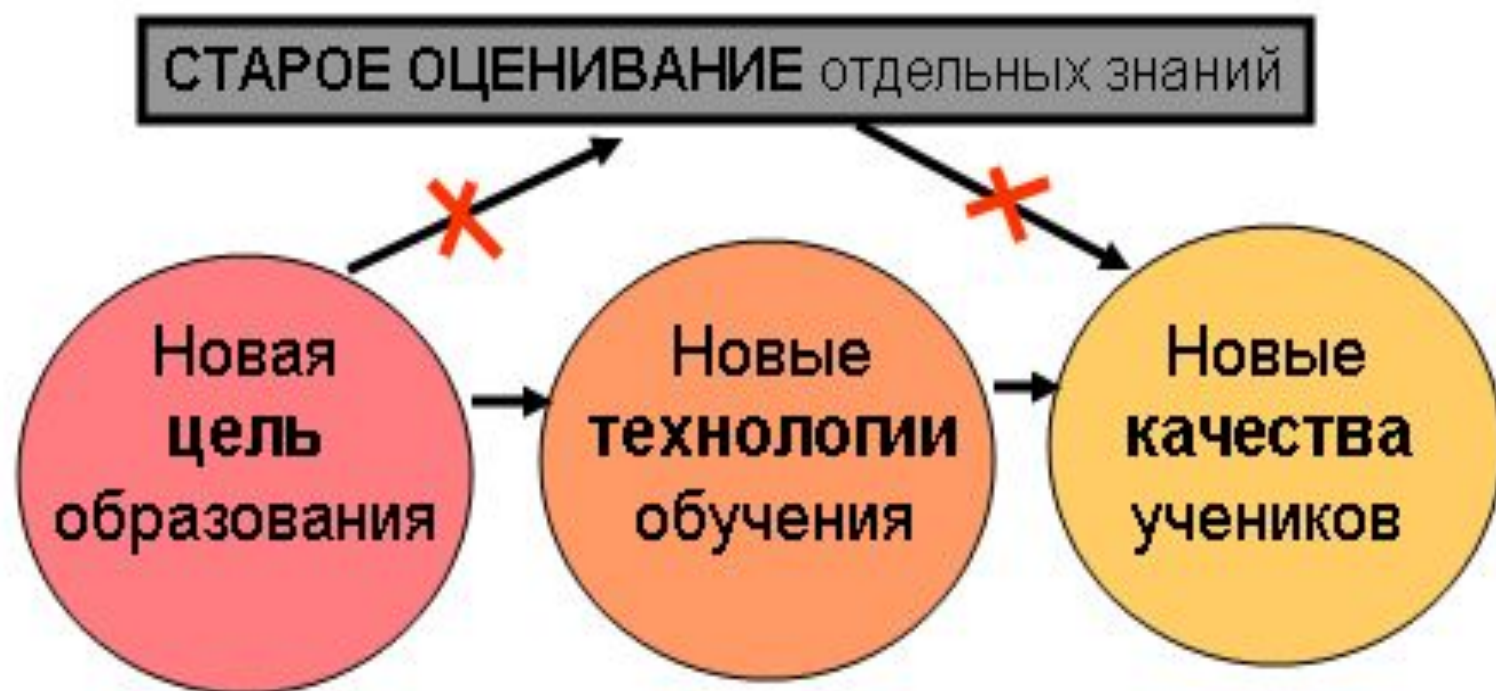 СТАРОЕ ОЦЕНИВАНИЕ отдельных знаний
Новая
цель
образования
Новые
технологии
обучения
Новые
качества
учеников